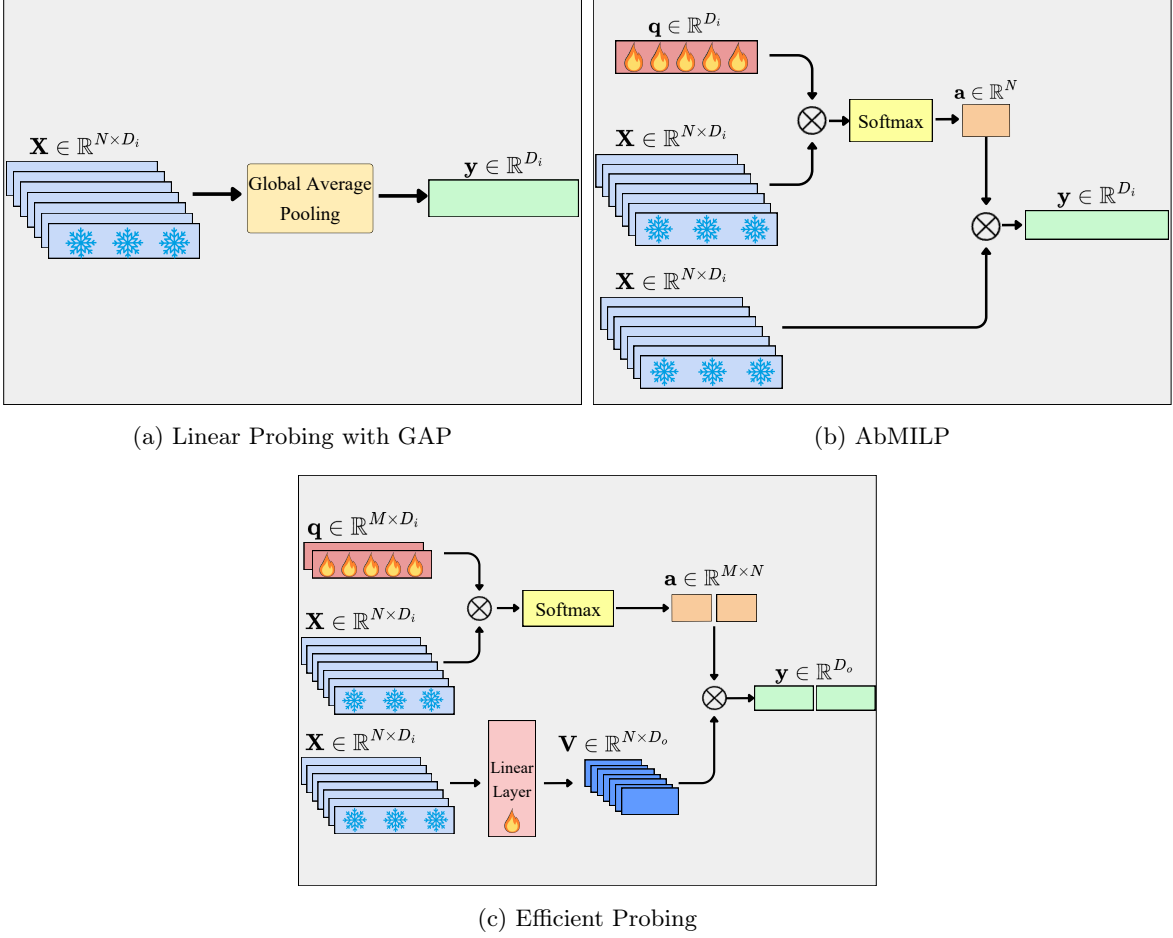 𝐗 ∈ ℝ^{N×D_i}
Global Average
Pooling
𝐲 ∈ ℝ^{D_i}
(a) Linear Probing with GAP
𝐪 ∈ ℝ^{D_i}
𝐗 ∈ ℝ^{N×D_i}
Softmax
𝐚 ∈ ℝ^N
𝐲 ∈ ℝ^{D_i}
𝐗 ∈ ℝ^{N×D_i}
(b) AbMILP
𝐪 ∈ ℝ^{M×D_i}
𝐗 ∈ ℝ^{N×D_i}
Softmax
𝐚 ∈ ℝ^{M×N}
𝐲 ∈ ℝ^{D_o}
𝐗 ∈ ℝ^{N×D_i}
Linear
Layer
𝐕 ∈ ℝ^{N×D_o}
(c) Efficient Probing